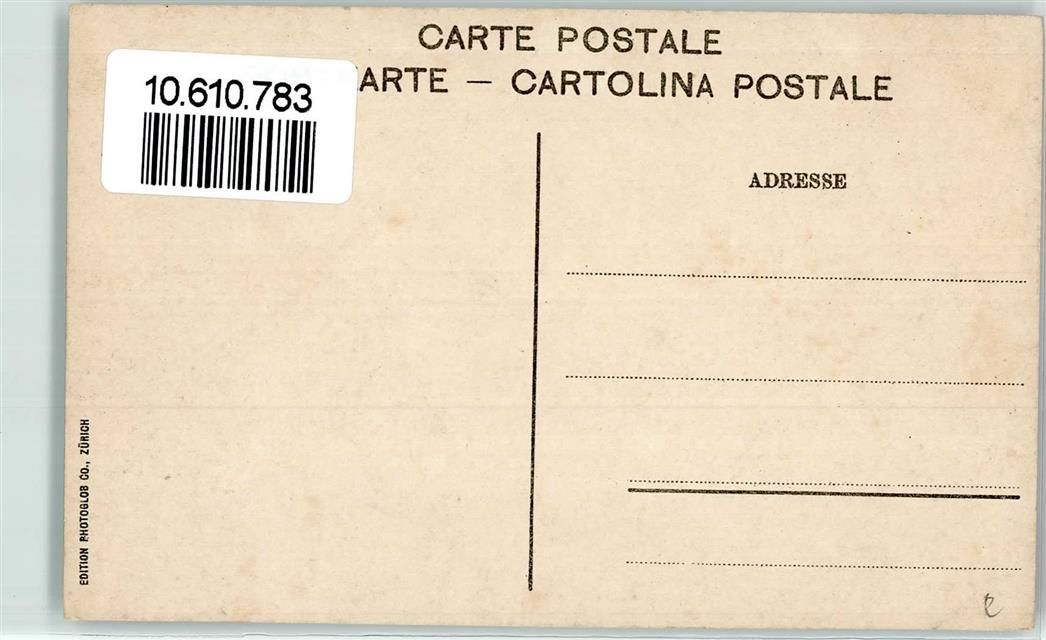 CARTE POSTALE
ARTE — CARTOLINA POSTALE
10.610.783
ADRESSE
EDITION PHOTOGLOB CO., ZÜRICH